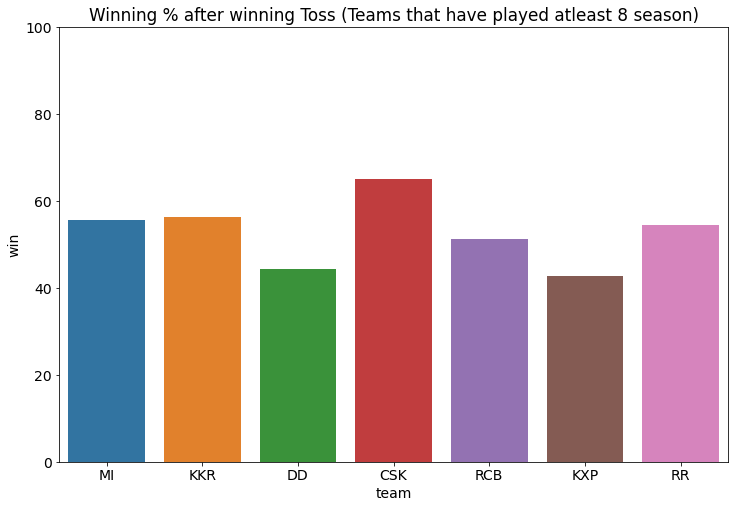 Winning % after winning Toss (Teams that have played atleast 8 season)
100
80
60
40
20
0
win
MI KKR DD CSK RCB KXP RR
team